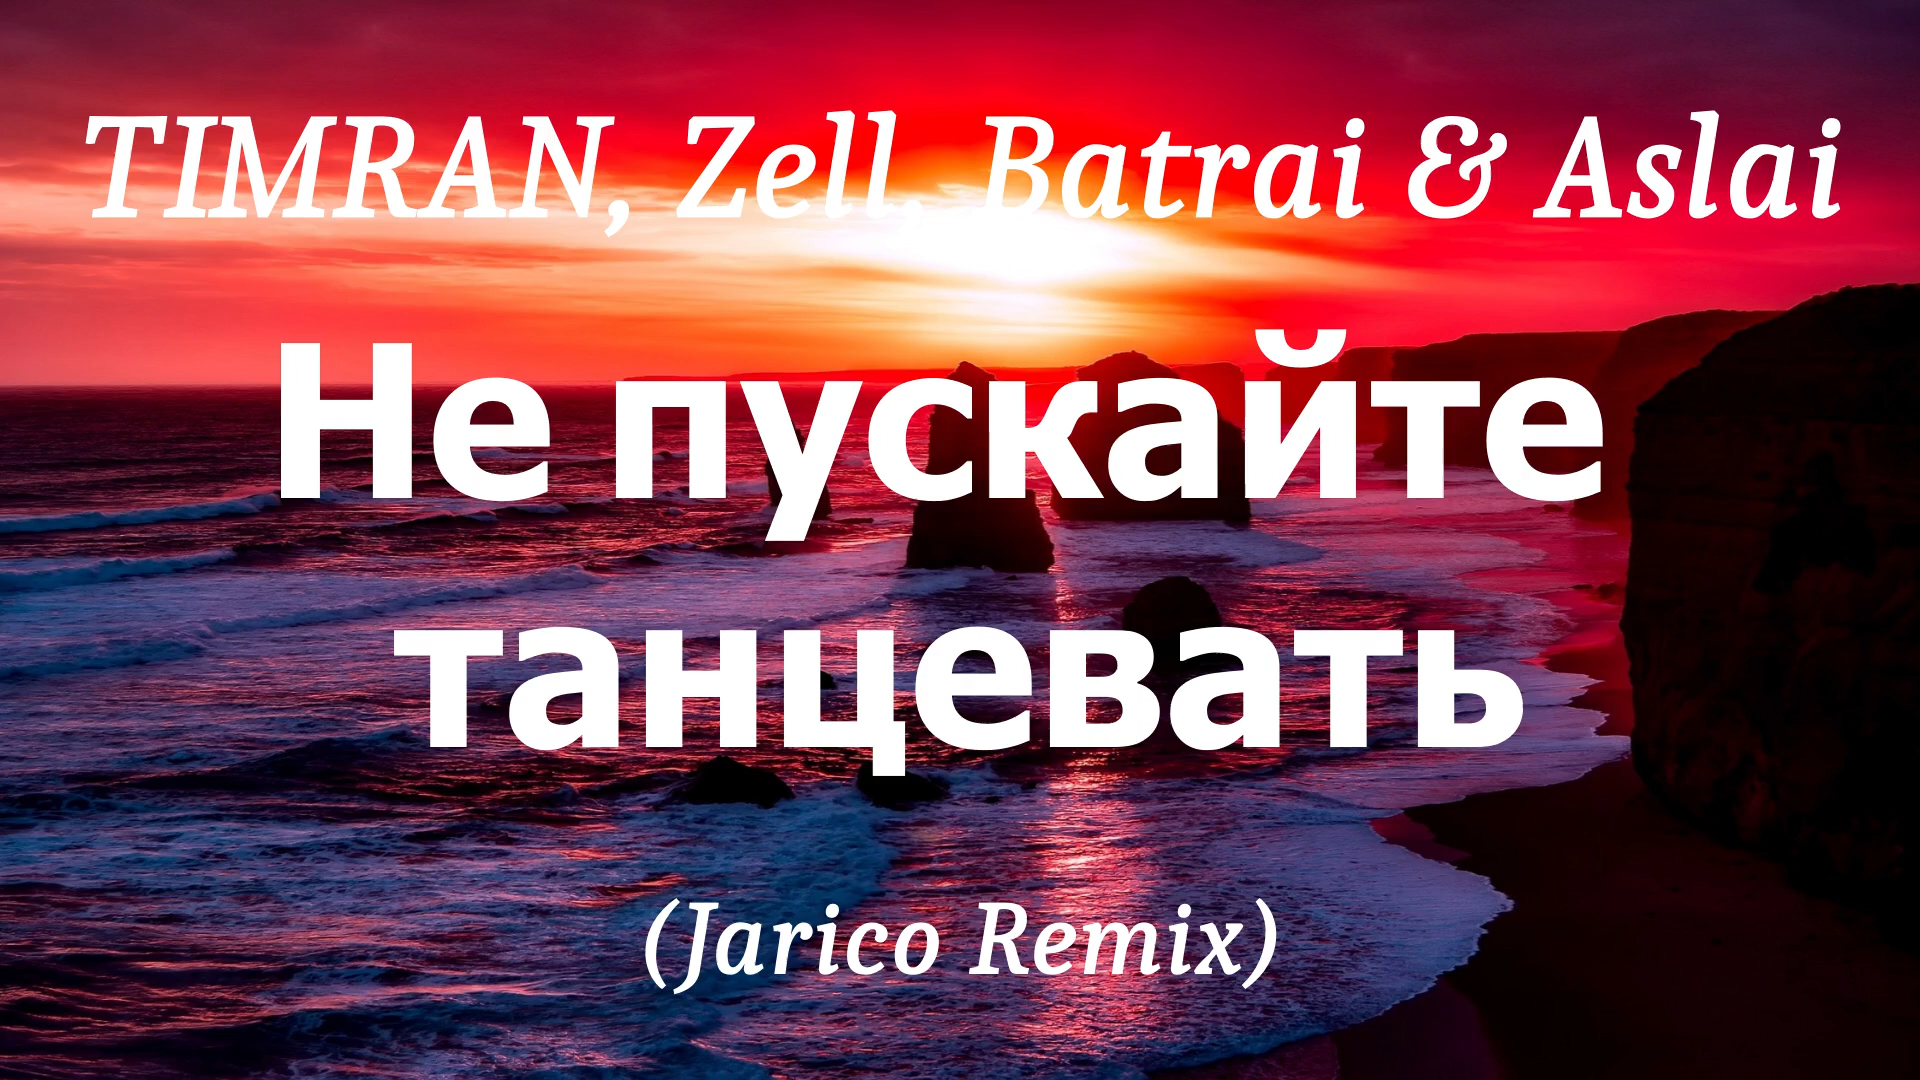 TIMRAN, Zell, Batrai & Aslai
Не пускайте
танцевать
(Jarico Remix)